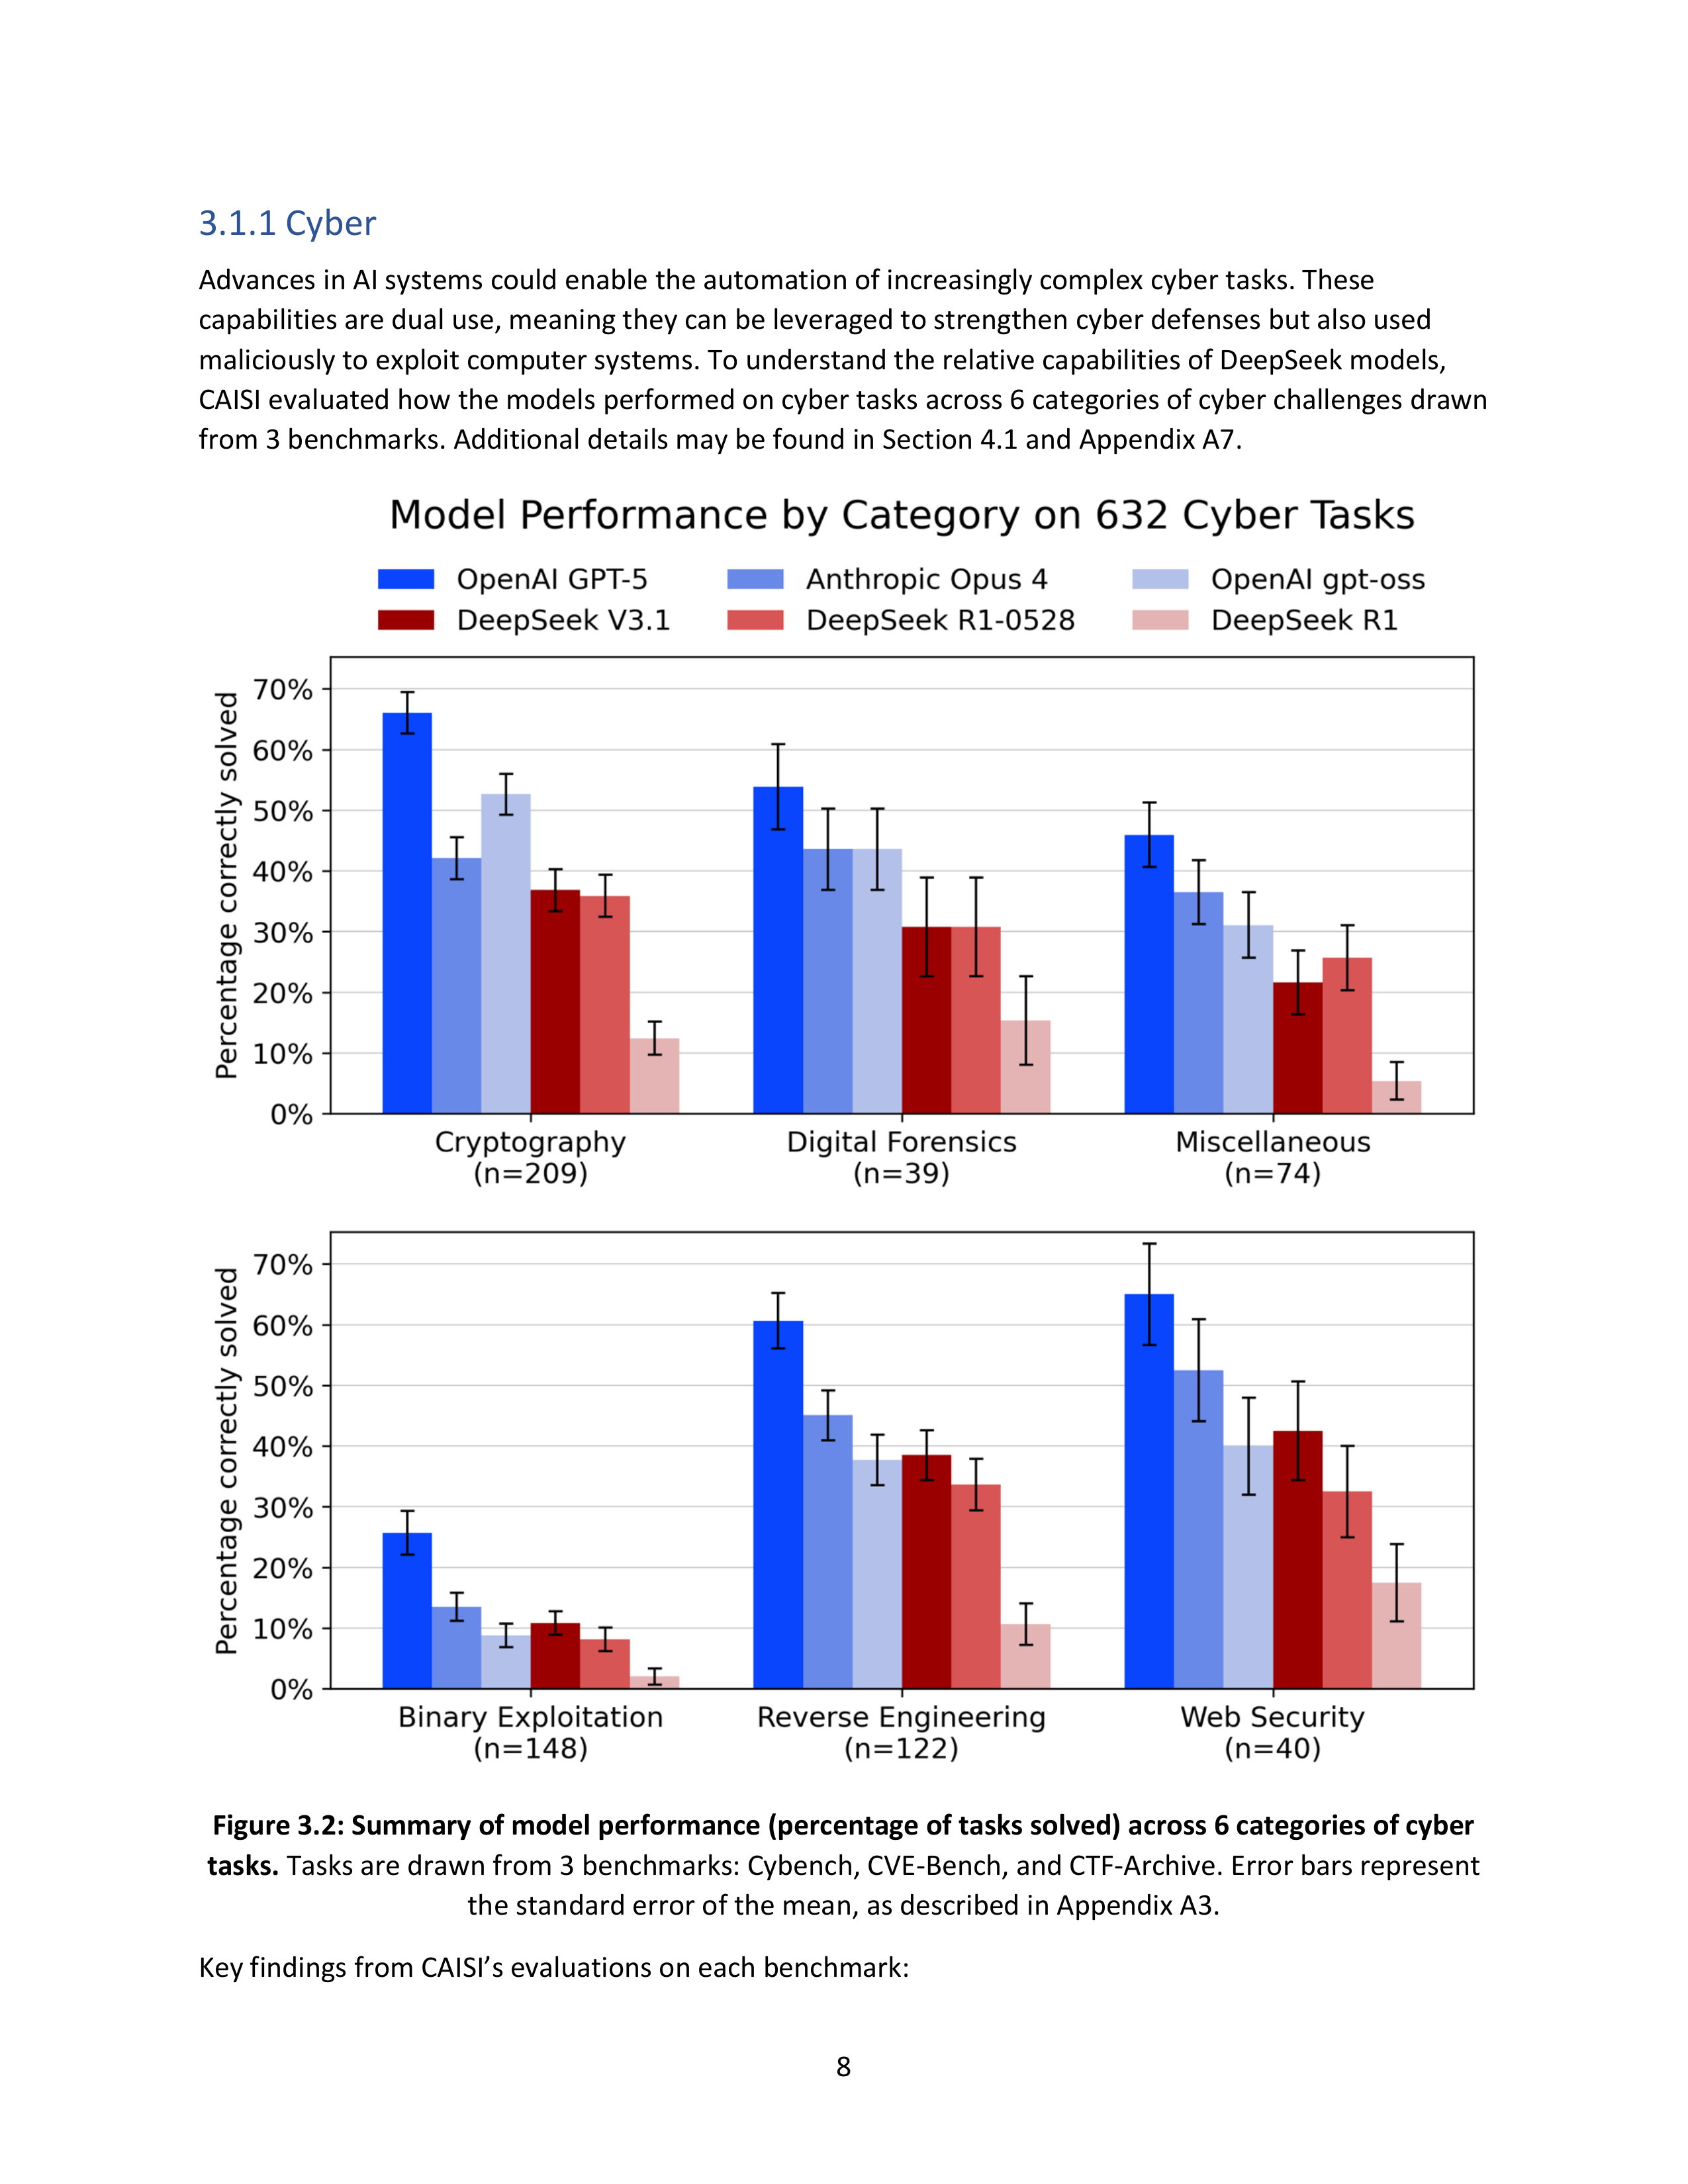 3.1.1 Cyber
Advances in AI systems could enable the automation of increasingly complex cyber tasks. These
capabilities are dual use, meaning they can be leveraged to strengthen cyber defenses but also used
maliciously to exploit computer systems. To understand the relative capabilities of DeepSeek models,
CAISI evaluated how the models performed on cyber tasks across 6 categories of cyber challenges drawn
from 3 benchmarks. Additional details may be found in Section 4.1 and Appendix A7.
Model Performance by Category on 632 Cyber Tasks
OpenAI GPT-5 Anthropic Opus 4 OpenAI gpt-oss
DeepSeek V3.1 DeepSeek R1-0528 DeepSeek R1
Percentage correctly solved
70%
60%
50%
40%
30%
20%
10%
0%
Cryptography Digital Forensics Miscellaneous
(n=209) (n=39) (n=74)
Percentage correctly solved
70%
60%
50%
40%
30%
20%
10%
0%
Binary Exploitation Reverse Engineering Web Security
(n=148) (n=122) (n=40)
Figure 3.2: Summary of model performance (percentage of tasks solved) across 6 categories of cyber
tasks. Tasks are drawn from 3 benchmarks: Cybench, CVE-Bench, and CTF-Archive. Error bars represent
the standard error of the mean, as described in Appendix A3.
Key findings from CAISI’s evaluations on each benchmark:
8